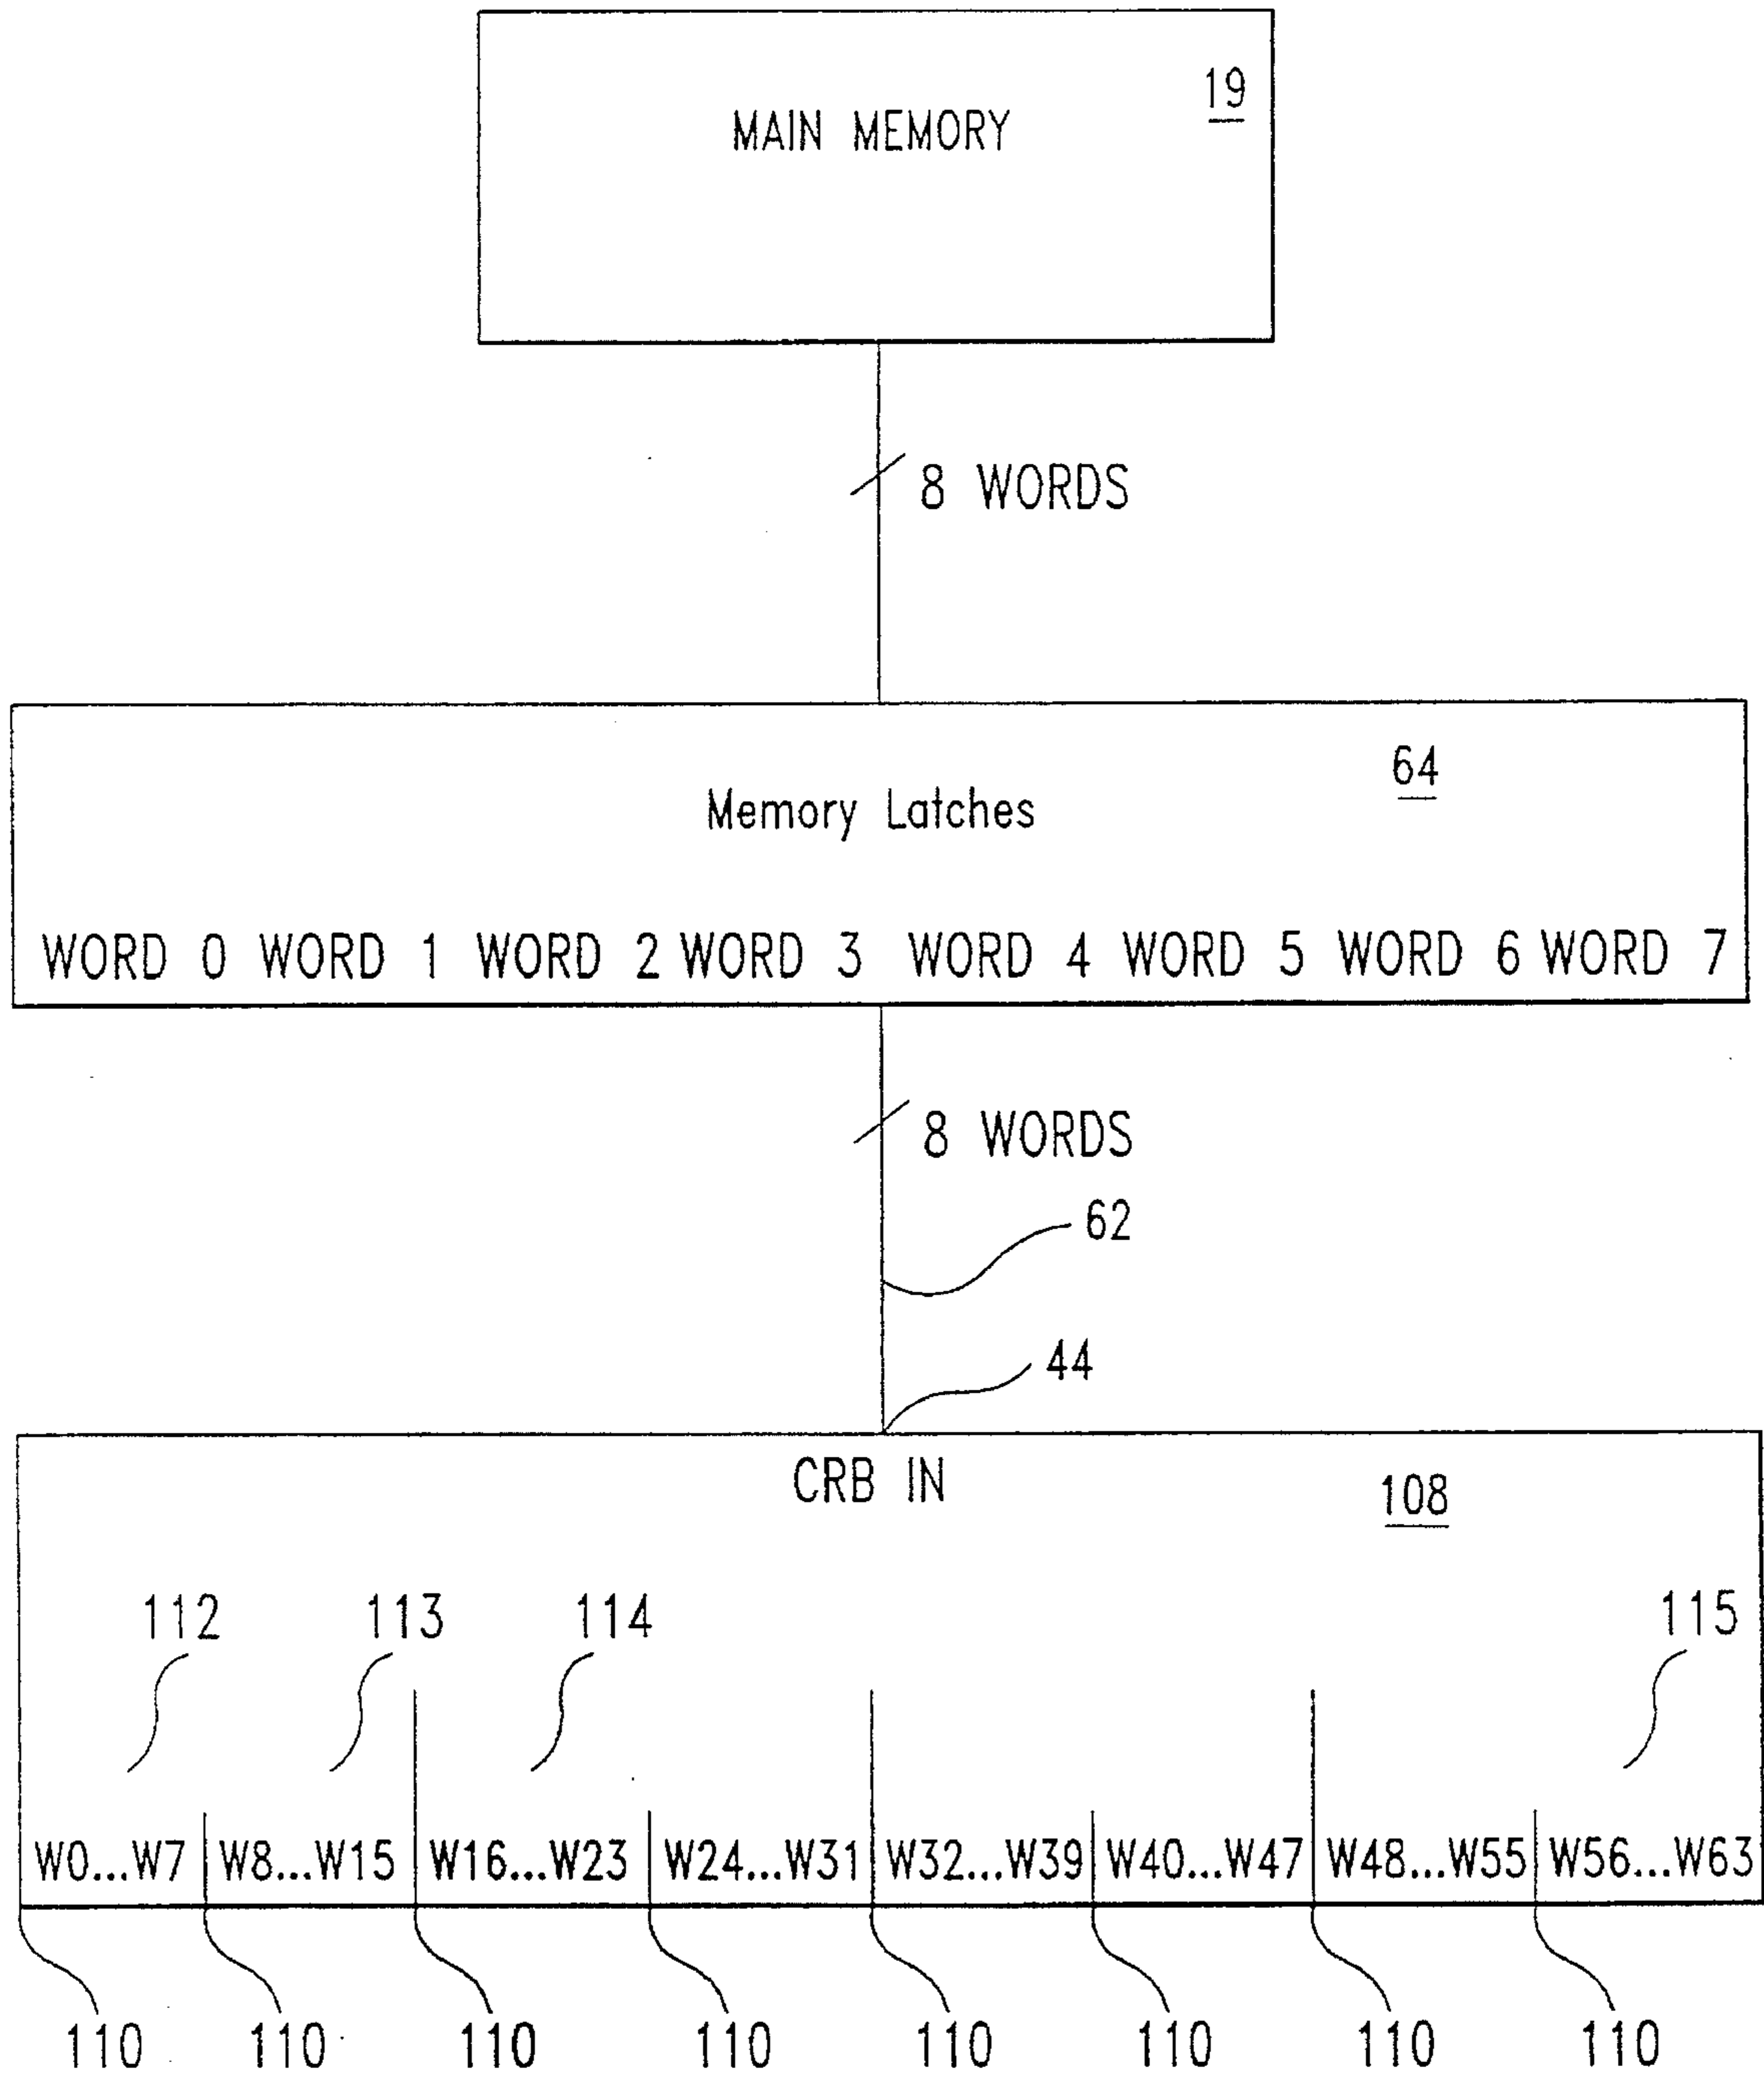 19
MAIN MEMORY
8 WORDS
64
Memory Latches
WORD 0 WORD 1 WORD 2 WORD 3 WORD 4 WORD 5 WORD 6 WORD 7
8 WORDS
62
44
CRB IN
108
112 113 114 115
W0...W7 W8...W15 W16...W23 W24...W31 W32...W39 W40...W47 W48...W55 W56...W63
110 110 110 110 110 110 110 110